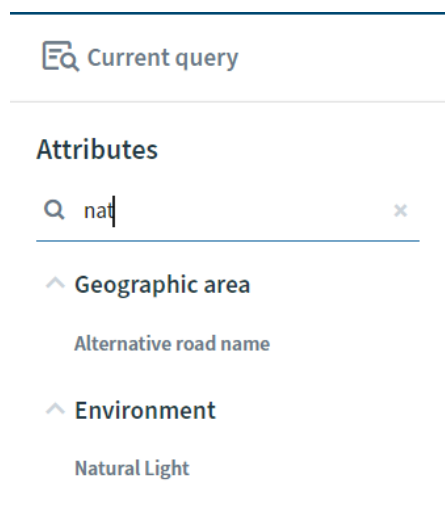 Current query
Attributes
nat
Geographic area
Alternative road name
Environment
Natural Light